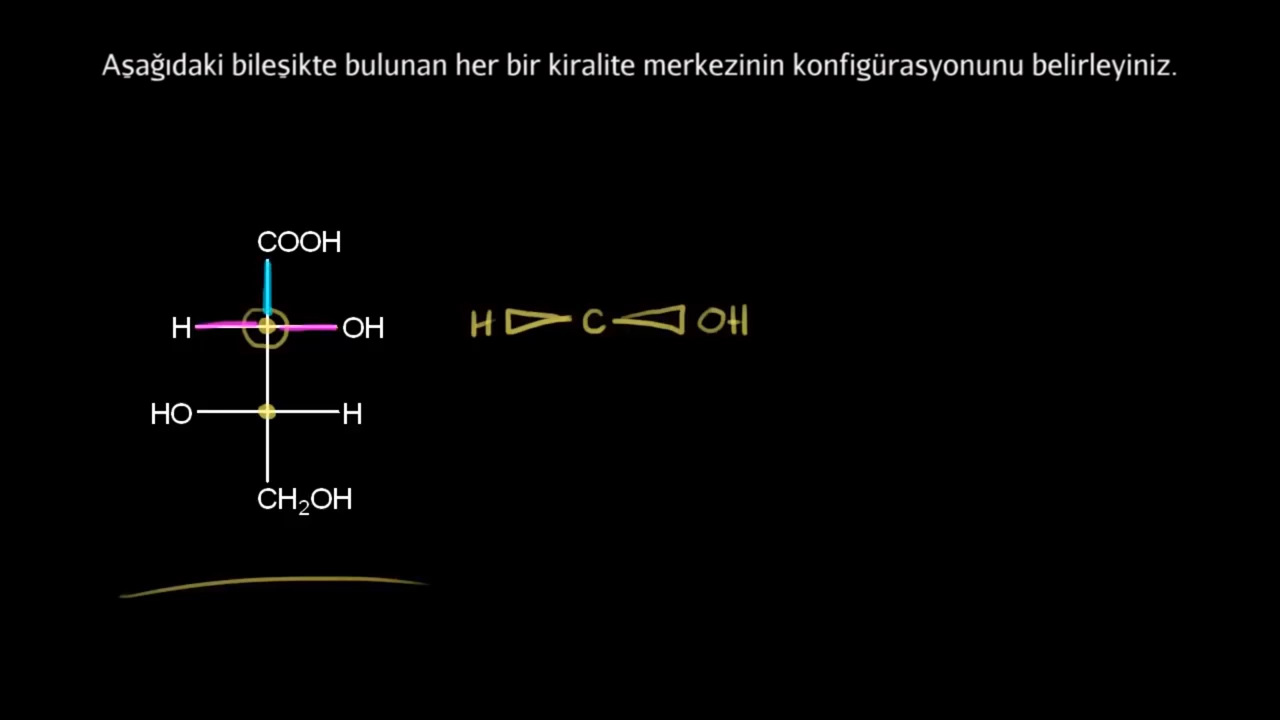 Aşağıdaki bileşikte bulunan her bir kiralite merkezinin konfigürasyonunu belirleyiniz.
COOH
H OH H C OH
HO H
CH₂OH